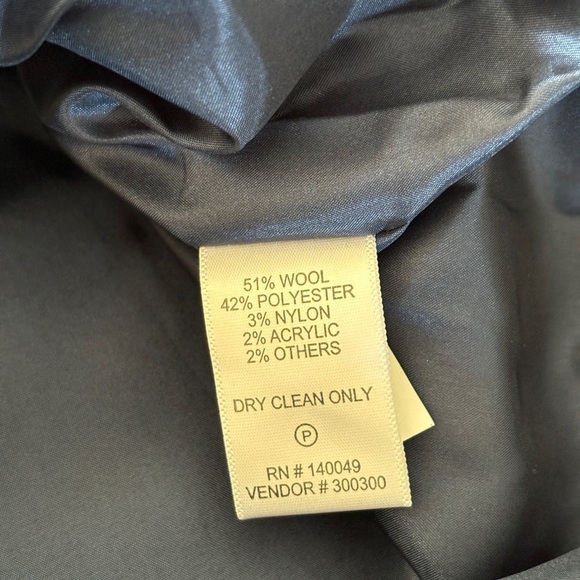 51% WOOL
42% POLYESTER
3% NYLON
2% ACRYLIC
2% OTHERS
DRY CLEAN ONLY
P
RN # 140049
VENDOR # 300300